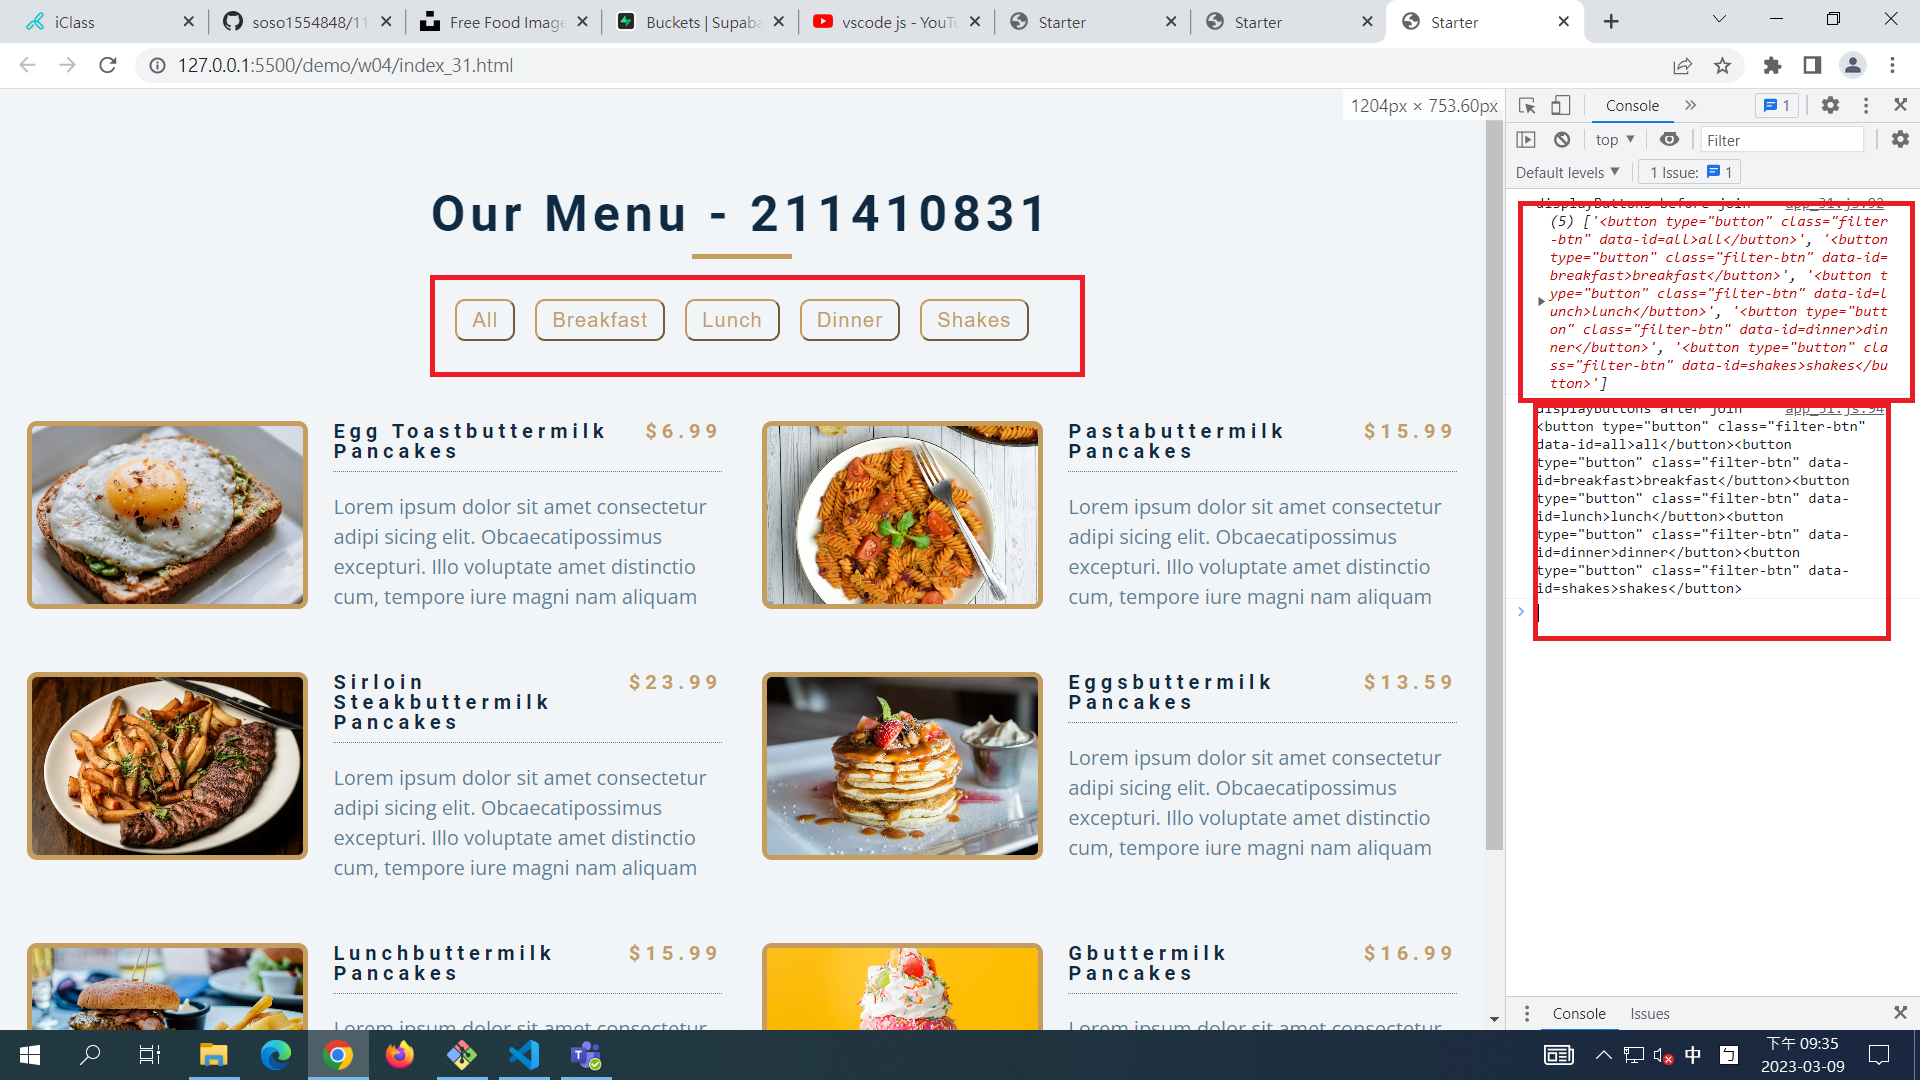 iClass
soso1554848/11
Free Food Image
Buckets | Supaba
vscode js - YouTu
Starter
Starter
Starter
127.0.0.1:5500/demo/w04/index_31.html
1204px × 753.60px
Console
1
top
Filter
Default levels
1 Issue:
1
Our Menu - 211410831
All
Breakfast
Lunch
Dinner
Shakes
Egg Toastbuttermilk
Pancakes
$6.99
Lorem ipsum dolor sit amet consectetur
adipi sicing elit. Obcaecatipossimus
excepturi. Illo voluptate amet distinctio
cum, tempore iure magni nam aliquam
Pastabuttermilk
Pancakes
$15.99
Lorem ipsum dolor sit amet consectetur
adipi sicing elit. Obcaecatipossimus
excepturi. Illo voluptate amet distinctio
cum, tempore iure magni nam aliquam
Sirloin
Steakbuttermilk
Pancakes
$23.99
Lorem ipsum dolor sit amet consectetur
adipi sicing elit. Obcaecatipossimus
excepturi. Illo voluptate amet distinctio
cum, tempore iure magni nam aliquam
Eggsbuttermilk
Pancakes
$13.59
Lorem ipsum dolor sit amet consectetur
adipi sicing elit. Obcaecatipossimus
excepturi. Illo voluptate amet distinctio
cum, tempore iure magni nam aliquam
Lunchbuttermilk
Pancakes
$15.99
Lorem ipsum dolor sit amet consectetur
Gbuttermilk
Pancakes
$16.99
Lorem ipsum dolor sit amet consectetur
displayButtons before join
app_31.js:92
(5) ['<button type="button" class="filter
-btn" data-id=all>all</button>', '<button
type="button" class="filter-btn" data-id=
breakfast>breakfast</button>', '<button t
ype="button" class="filter-btn" data-id=l
unch>lunch</button>', '<button type="butt
on" class="filter-btn" data-id=dinner>din
ner</button>', '<button type="button" cla
ss="filter-btn" data-id=shakes>shakes</bu
tton>']
displayButtons after join
app_31.js:94
<button type="button" class="filter-btn"
data-id=all>all</button><button
type="button" class="filter-btn" data-
id=breakfast>breakfast</button><button
type="button" class="filter-btn" data-
id=lunch>lunch</button><button
type="button" class="filter-btn" data-
id=dinner>dinner</button><button
type="button" class="filter-btn" data-
id=shakes>shakes</button>
Console
Issues
中
ㄅ
下午 09:35
2023-03-09